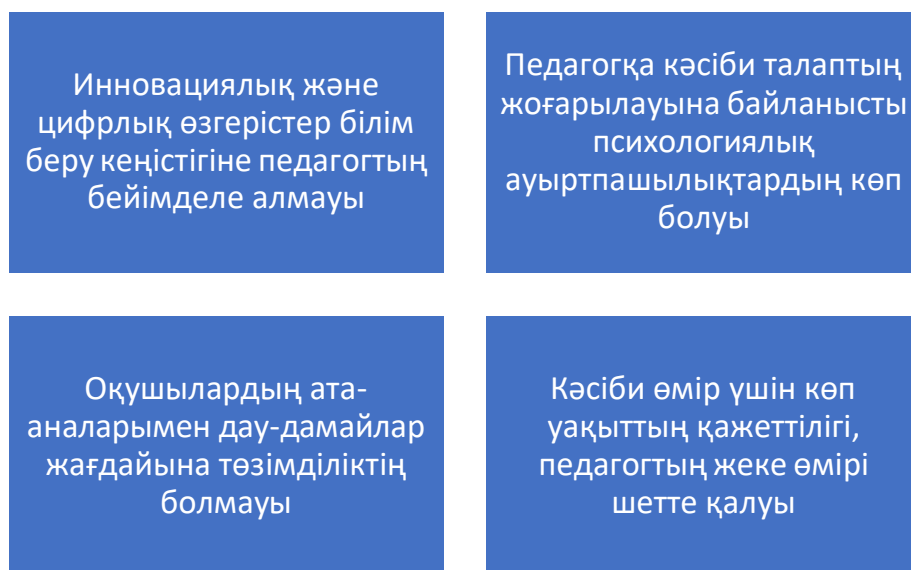 Инновациялық және
цифрлық өзгерістер білім
беру кеңістігіне педагогтың
бейімделе алмауы
Педагогқа кәсіби талаптың
жоғарылауына байланысты
психологиялық
ауыртпашылықтардың көп
болуы
Оқушылардың ата-
аналарымен дау-дамайлар
жағдайына төзімділіктің
болмауы
Кәсіби өмір үшін көп
уақыттың қажеттілігі,
педагогтың жеке өмірі
шетте қалуы